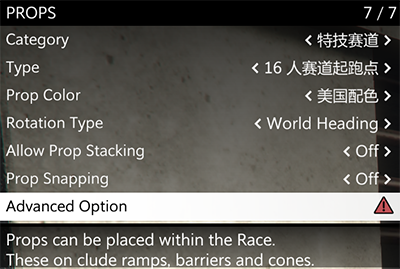 PROPS 7 / 7
Category < 特技赛道 >
Type < 16 人赛道起跑点 >
Prop Color < 美国配色 >
Rotation Type < World Heading >
Allow Prop Stacking < Off >
Prop Snapping < Off >
Advanced Option
Props can be placed within the Race.
These on clude ramps, barriers and cones.